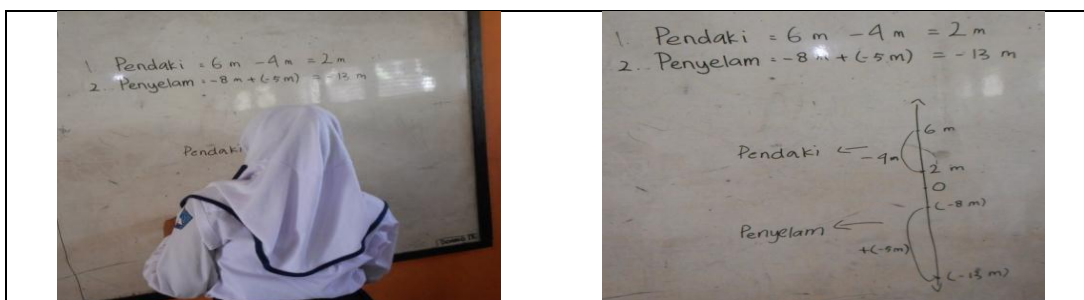 1. Pendaki = 6 m - 4 m = 2 m
2. Penyelam = -8 m + (-5 m) = -13 m
Pendaki
1. Pendaki = 6 m - 4 m = 2 m
2. Penyelam = -8 m + (-5 m) = -13 m
6 m
Pendaki ← -4m
2 m
0
(-8 m)
Penyelam ←
+(-5m)
(-13 m)